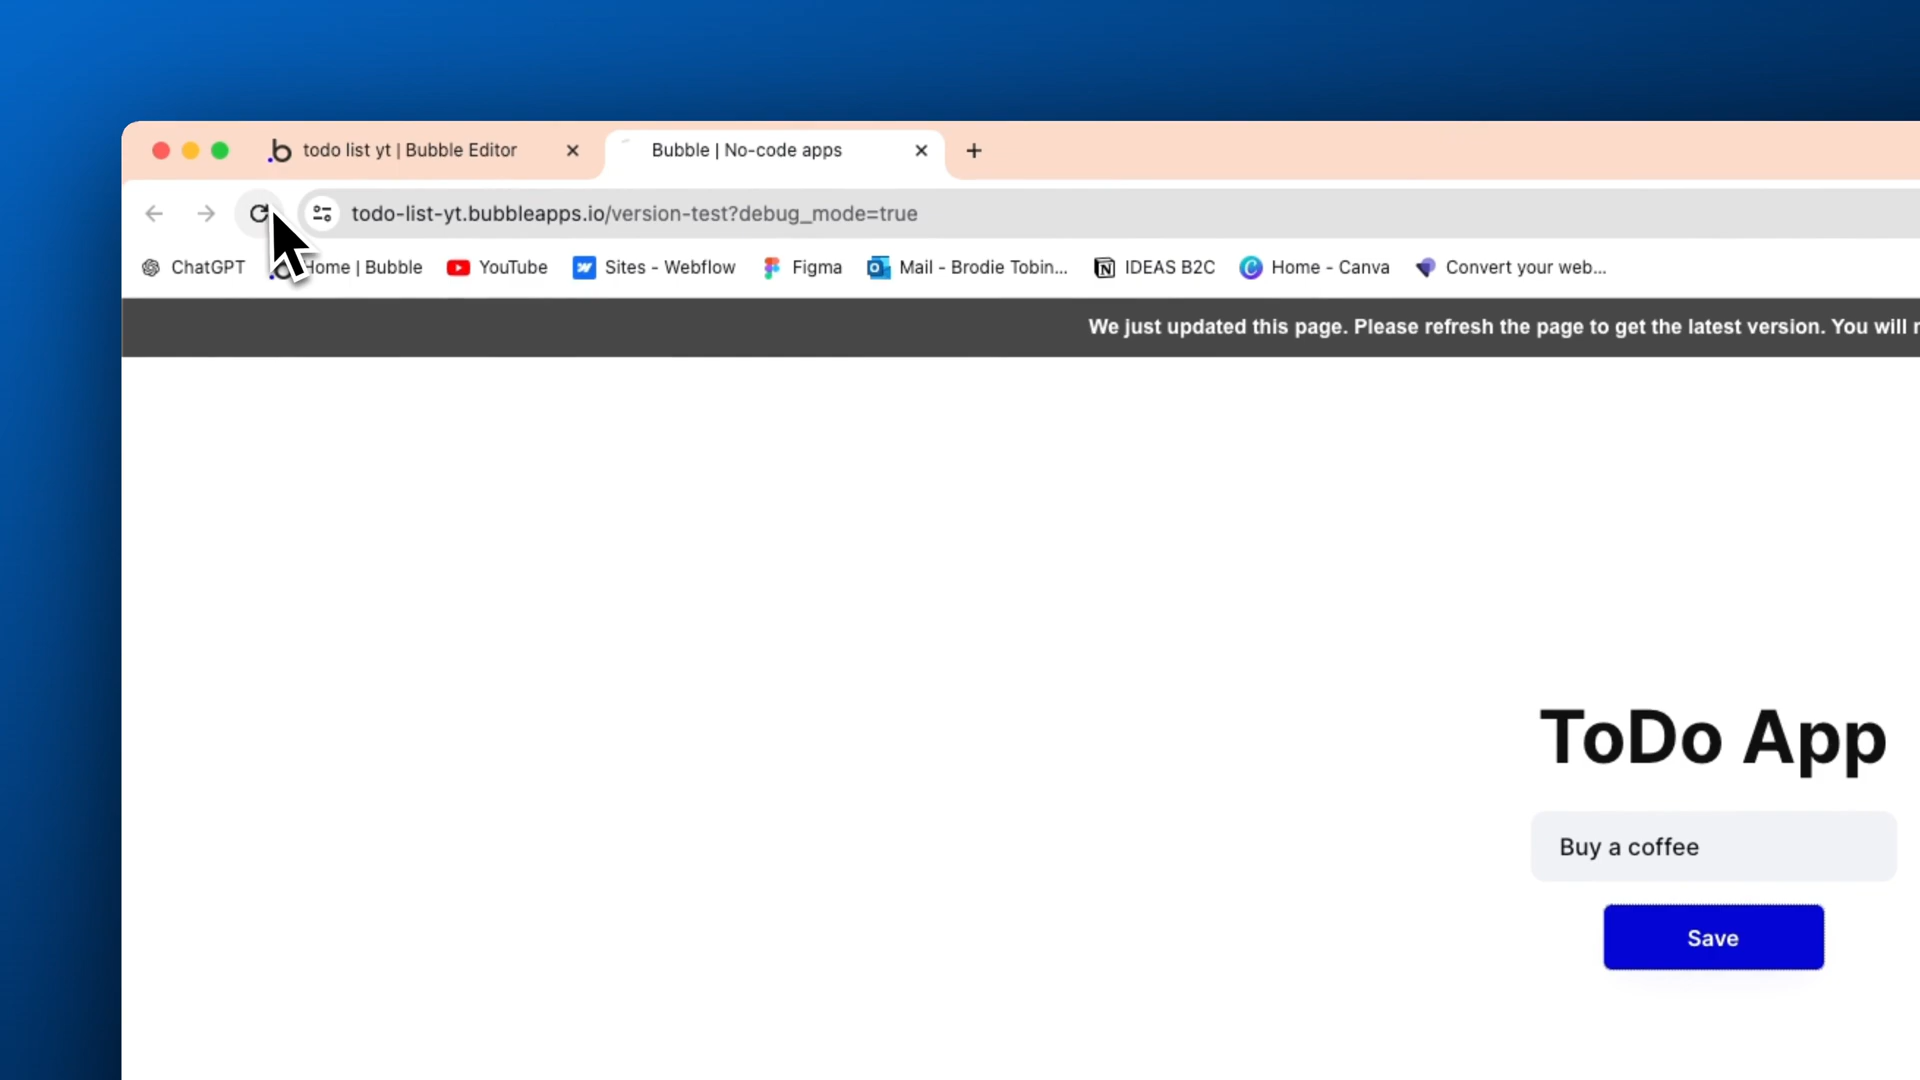 todo list yt | Bubble Editor
Bubble | No-code apps
todo-list-yt.bubbleapps.io/version-test?debug_mode=true
ChatGPT Home | Bubble YouTube Sites - Webflow Figma Mail - Brodie Tobin... IDEAS B2C Home - Canva Convert your web...
We just updated this page. Please refresh the page to get the latest version. You will
ToDo App
Buy a coffee
Save